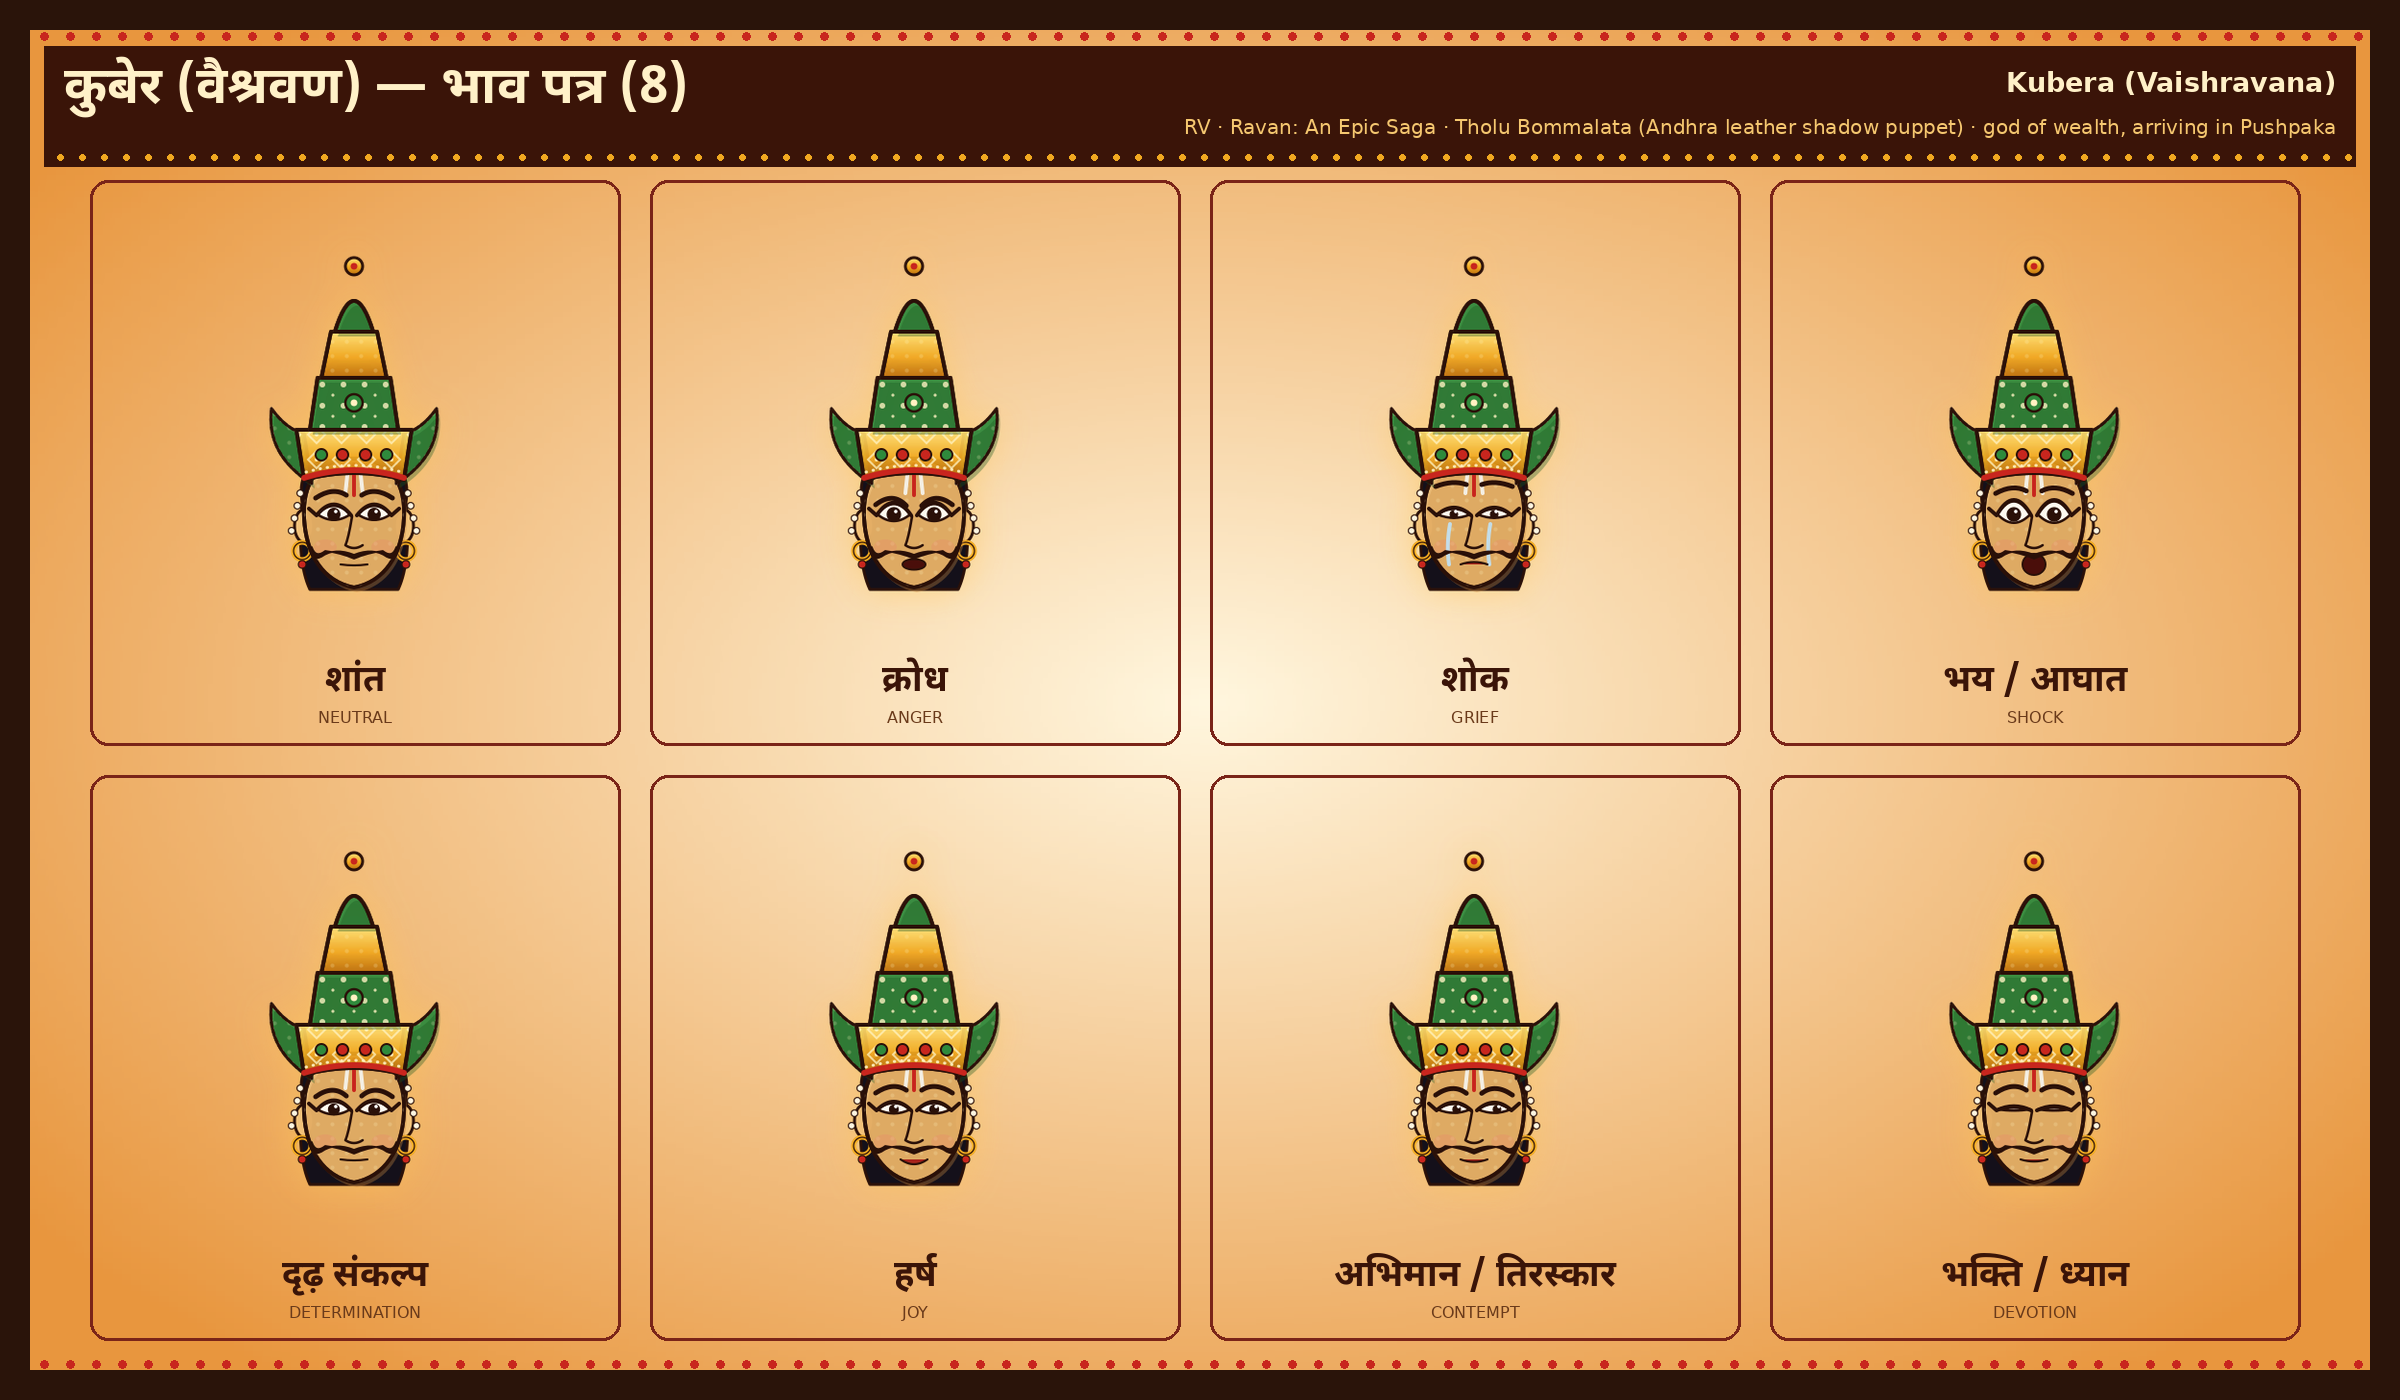 कुबेर (वैश्रवण) — भाव पत्र (8)
Kubera (Vaishravana)
RV · Ravan: An Epic Saga · Tholu Bommalata (Andhra leather shadow puppet) · god of wealth, arriving in Pushpaka
शांत
NEUTRAL
क्रोध
ANGER
शोक
GRIEF
भय / आघात
SHOCK
दृढ़ संकल्प
DETERMINATION
हर्ष
JOY
अभिमान / तिरस्कार
CONTEMPT
भक्ति / ध्यान
DEVOTION